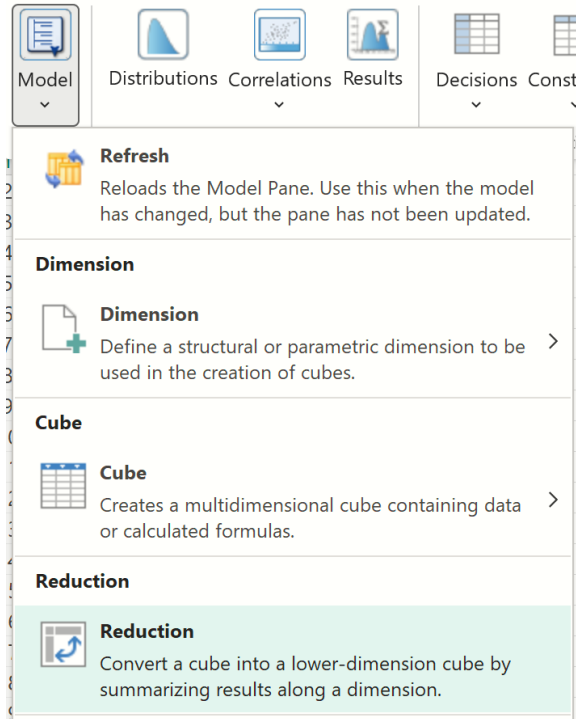 Model Distributions Correlations Results Decisions Const
Refresh
Reloads the Model Pane. Use this when the model
has changed, but the pane has not been updated.
Dimension
Dimension
Define a structural or parametric dimension to be
used in the creation of cubes.
Cube
Cube
Creates a multidimensional cube containing data
or calculated formulas.
Reduction
Reduction
Convert a cube into a lower-dimension cube by
summarizing results along a dimension.